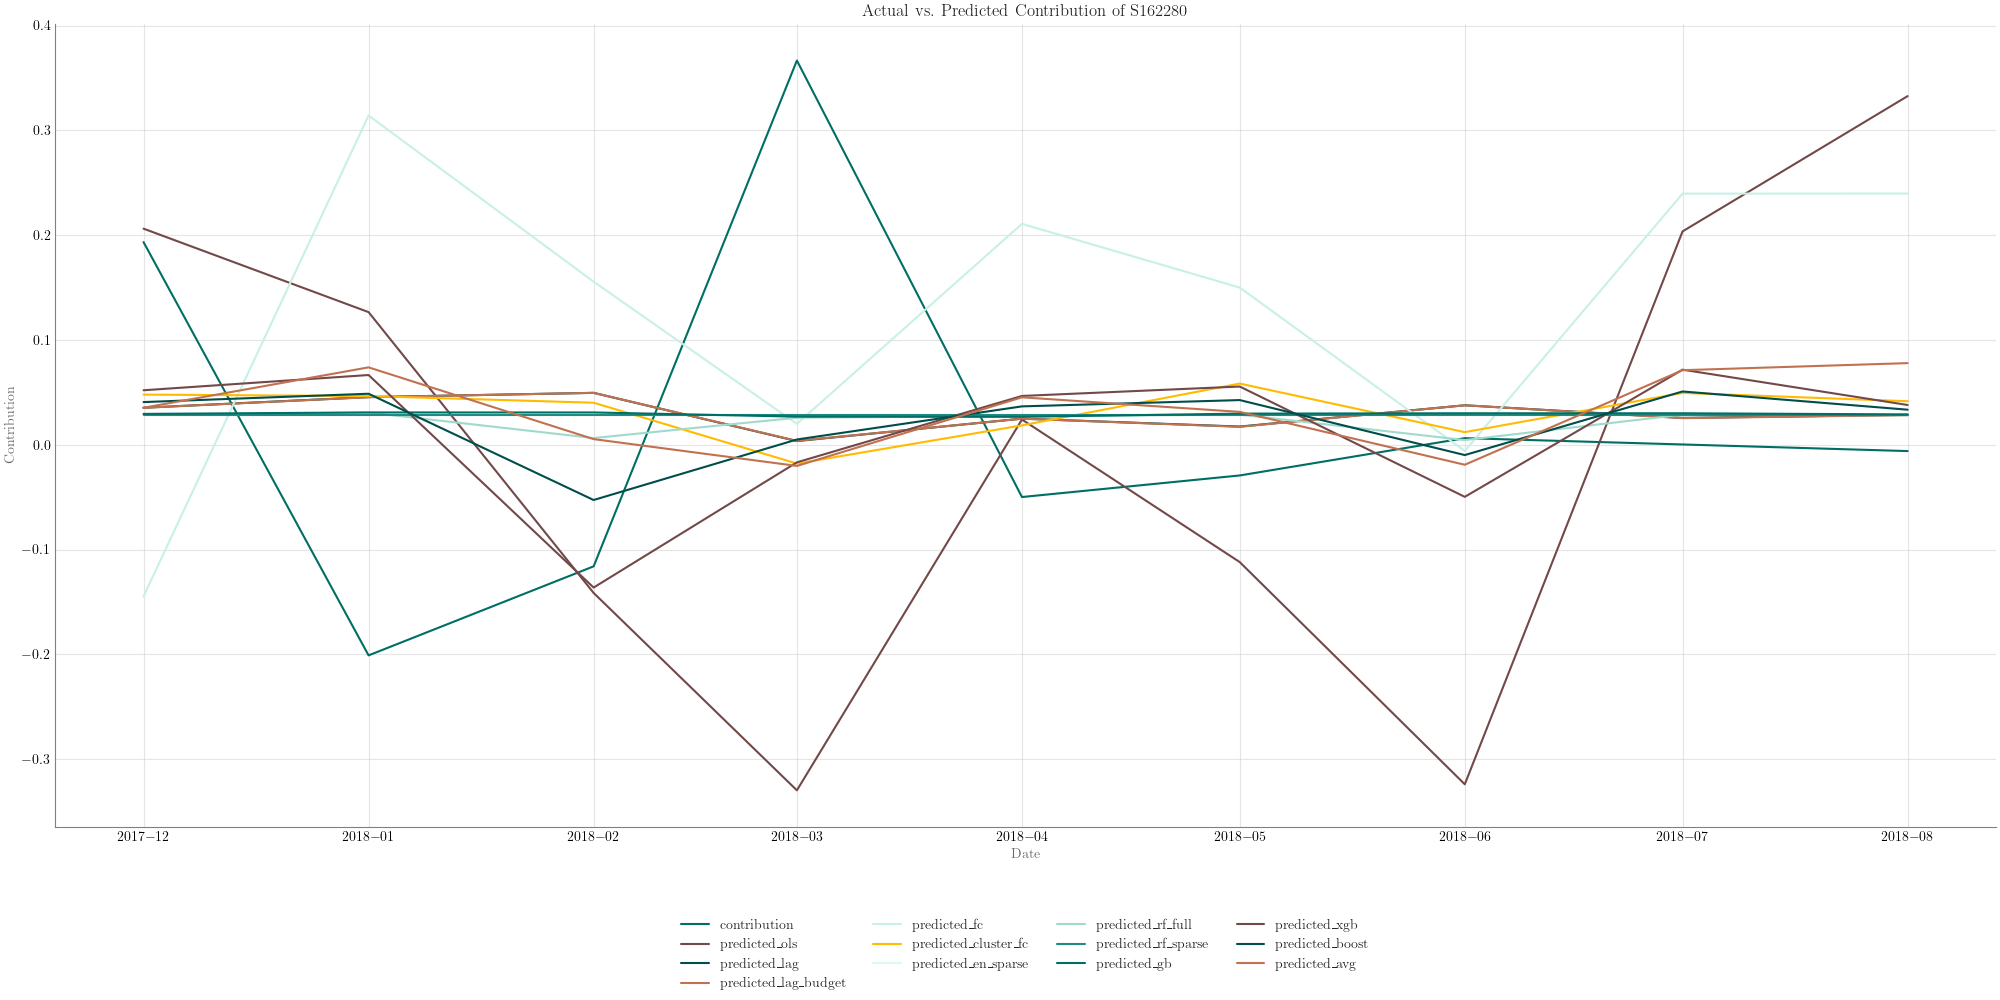 Actual vs. Predicted Contribution of S162280
0.4
0.3
0.2
0.1
0.0
−0.1
−0.2
−0.3
Contribution
2017−12 2018−01 2018−02 2018−03 2018−04 2018−05 2018−06 2018−07 2018−08
Date
contribution predicted_fc predicted_rf_full predicted_xgb
predicted_ols predicted_cluster_fc predicted_rf_sparse predicted_boost
predicted_lag predicted_en_sparse predicted_gb predicted_avg
predicted_lag_budget